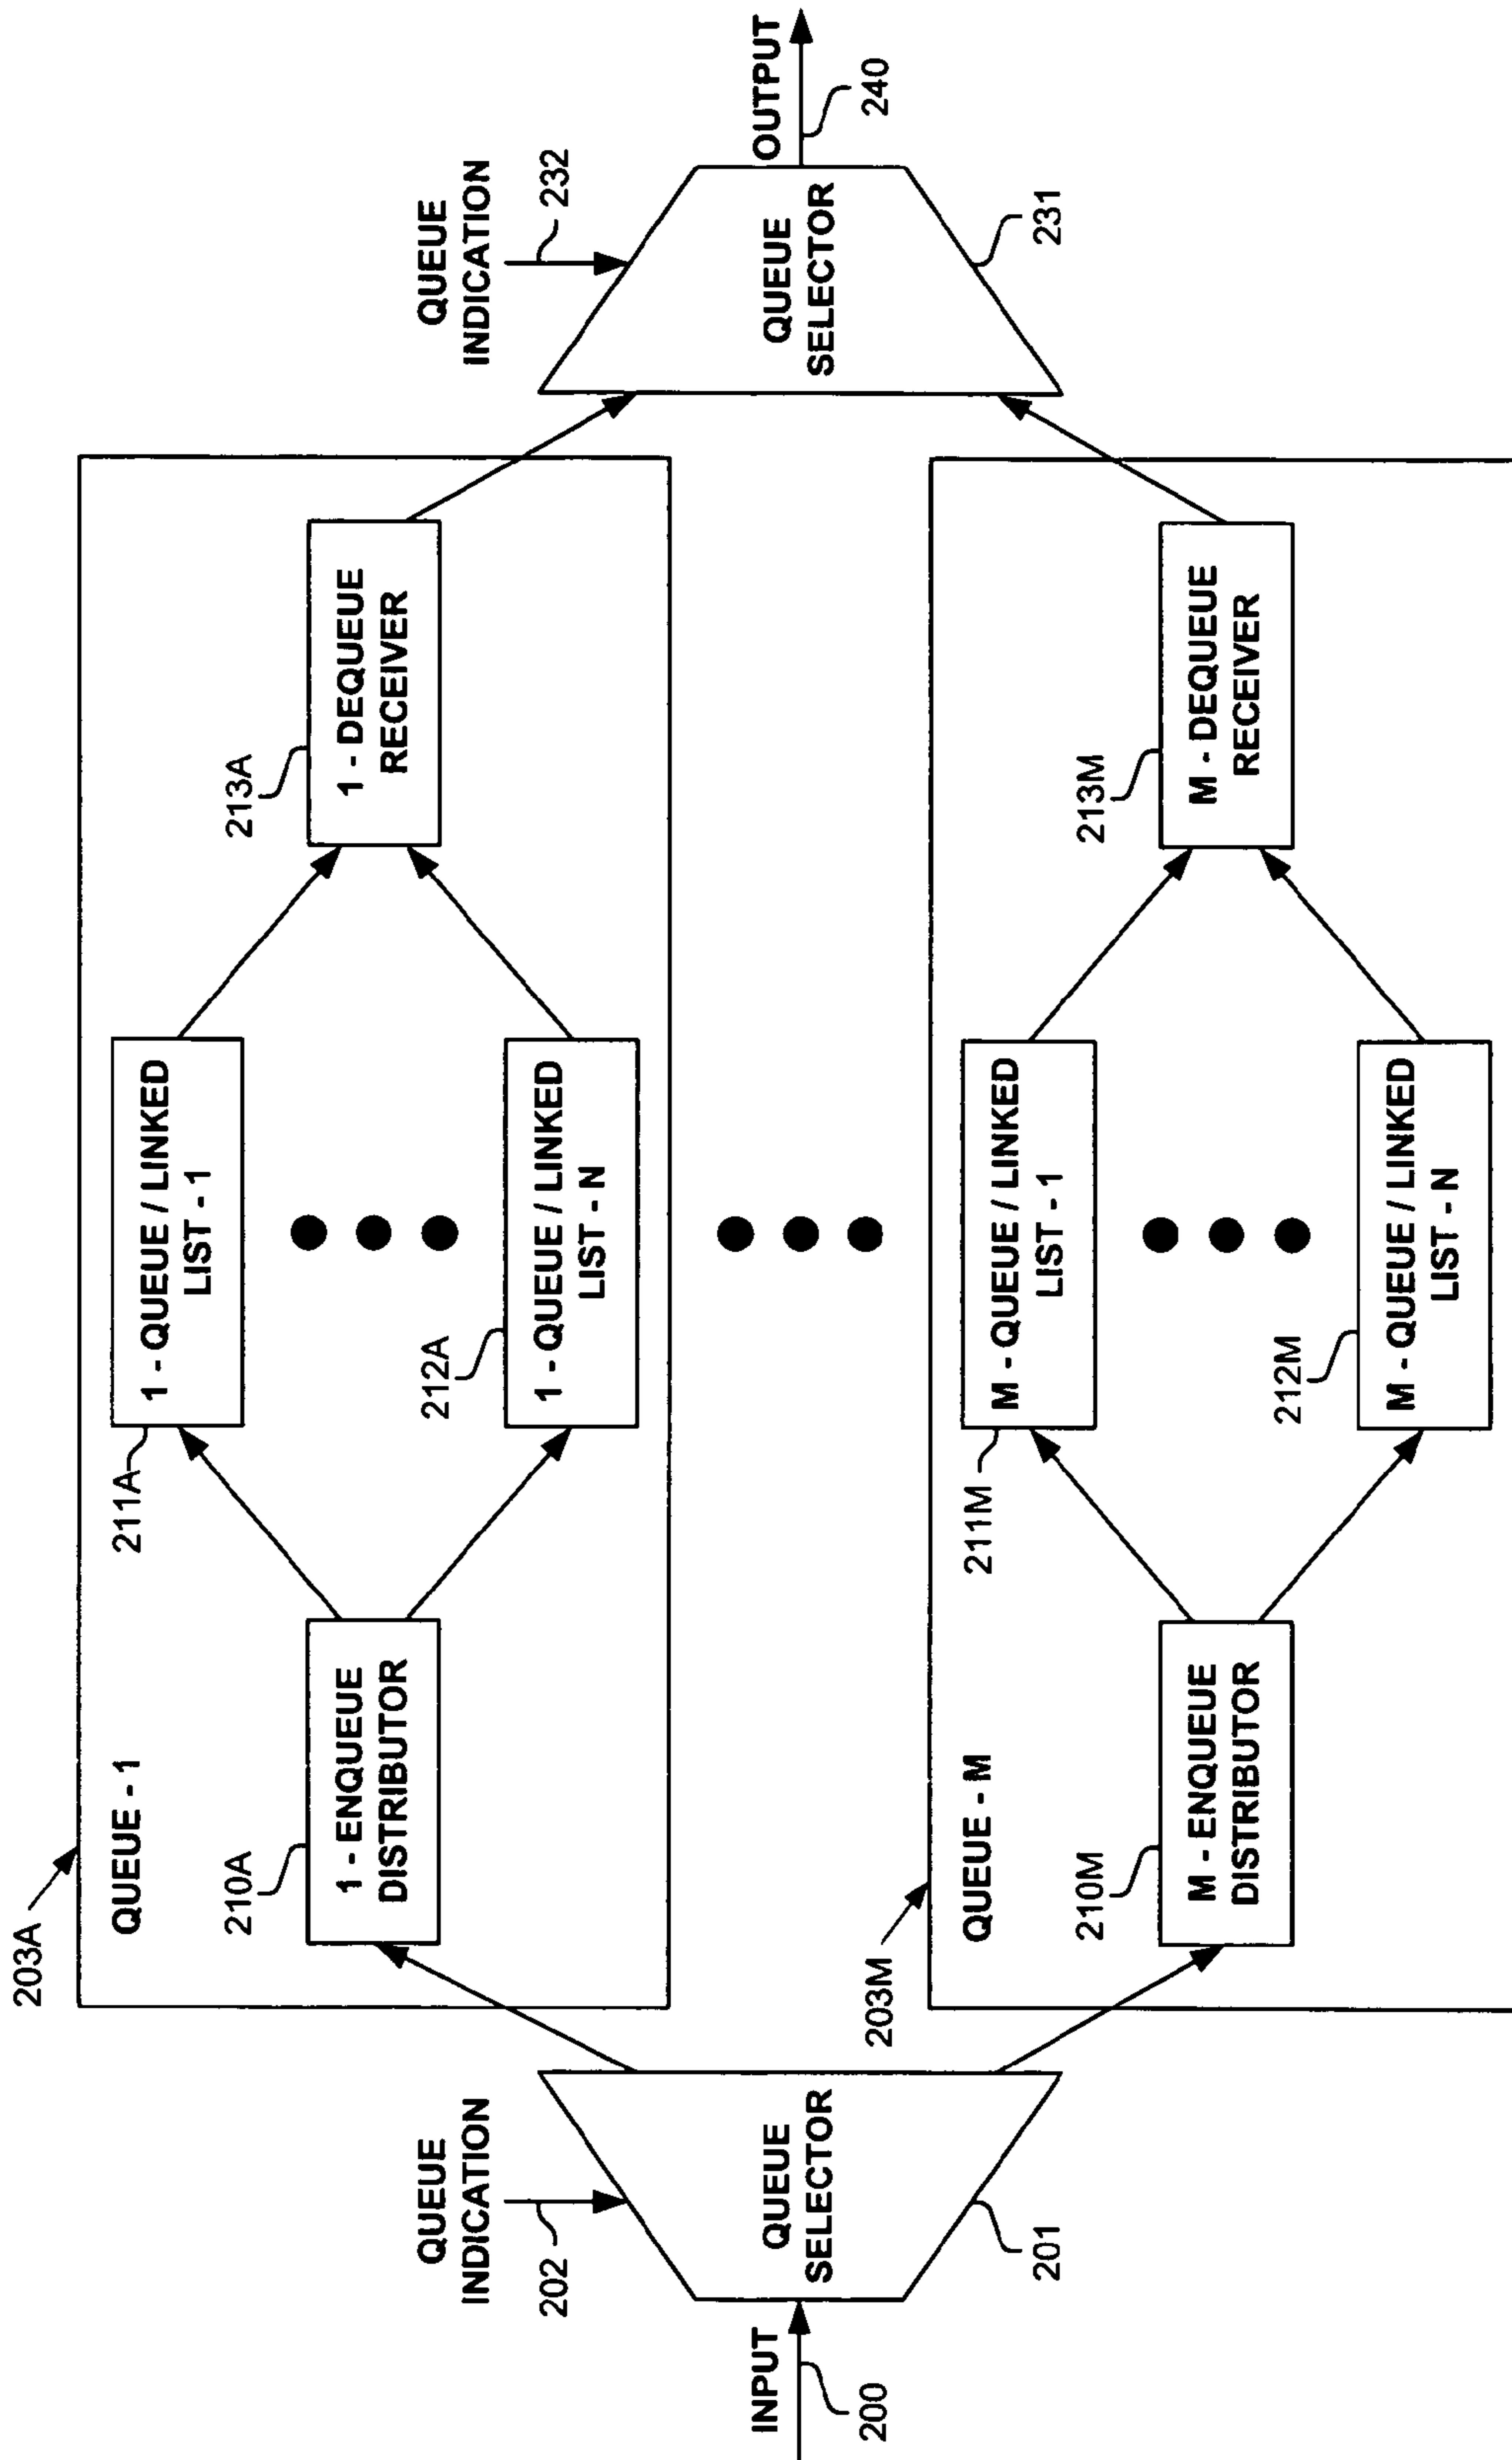 203A
QUEUE - 1
210A
1 - ENQUEUE
DISTRIBUTOR
211A
1 - QUEUE / LINKED
LIST - 1
212A
1 - QUEUE / LINKED
LIST - N
213A
1 - DEQUEUE
RECEIVER
QUEUE
INDICATION
202
INPUT
200
QUEUE
SELECTOR
201
QUEUE
INDICATION
232
QUEUE
SELECTOR
231
OUTPUT
240
203M
QUEUE - M
210M
M - ENQUEUE
DISTRIBUTOR
211M
M - QUEUE / LINKED
LIST - 1
212M
M - QUEUE / LINKED
LIST - N
213M
M - DEQUEUE
RECEIVER